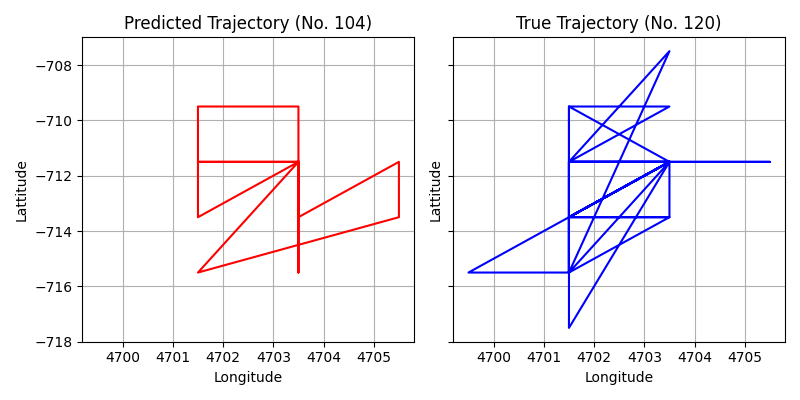 Predicted Trajectory (No. 104)
True Trajectory (No. 120)
Lattitude
−708
−710
−712
−714
−716
−718
4700 4701 4702 4703 4704 4705
Longitude
Lattitude
4700 4701 4702 4703 4704 4705
Longitude